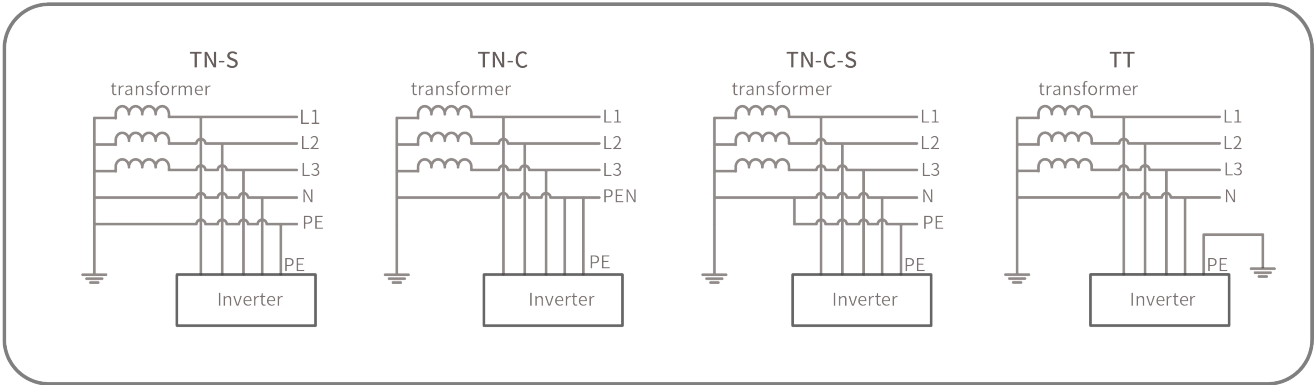 TN-S
transformer
L1
L2
L3
N
PE
PE
Inverter
TN-C
transformer
L1
L2
L3
PEN
PE
Inverter
TN-C-S
transformer
L1
L2
L3
N
PE
PE
Inverter
TT
transformer
L1
L2
L3
N
PE
Inverter